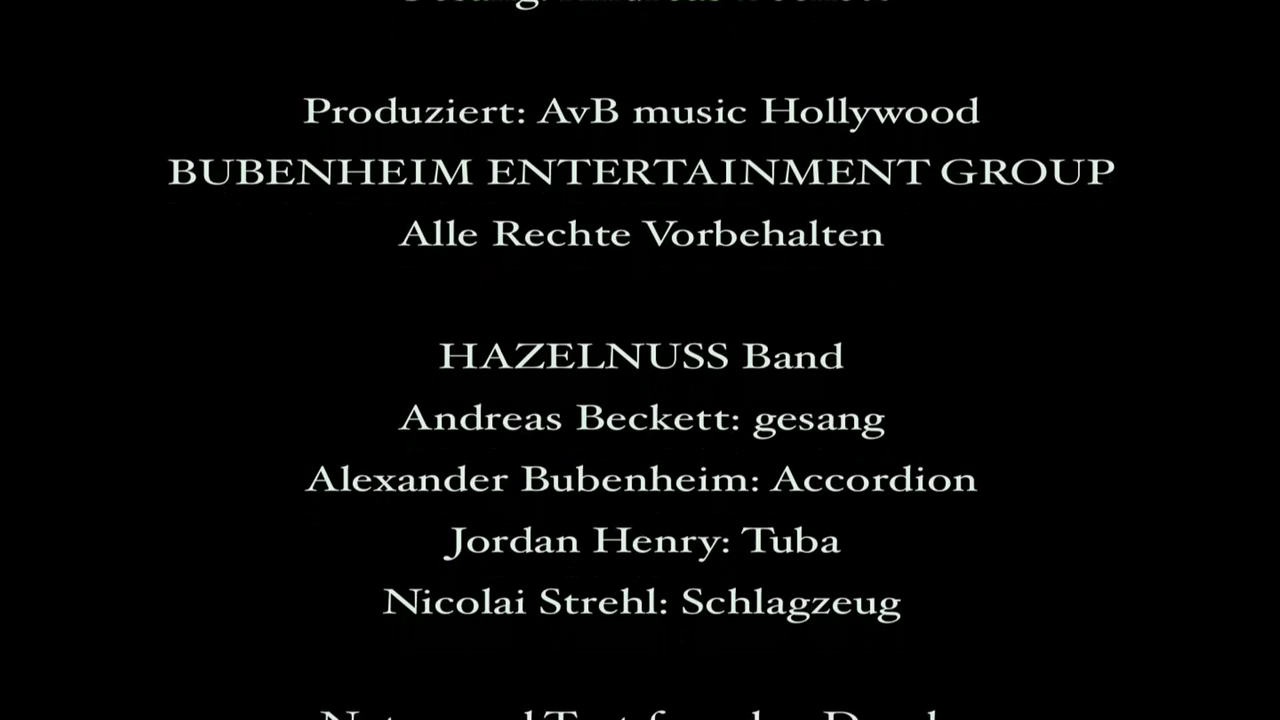 Produziert: AvB music Hollywood
BUBENHEIM ENTERTAINMENT GROUP
Alle Rechte Vorbehalten
HAZELNUSS Band
Andreas Beckett: gesang
Alexander Bubenheim: Accordion
Jordan Henry: Tuba
Nicolai Strehl: Schlagzeug